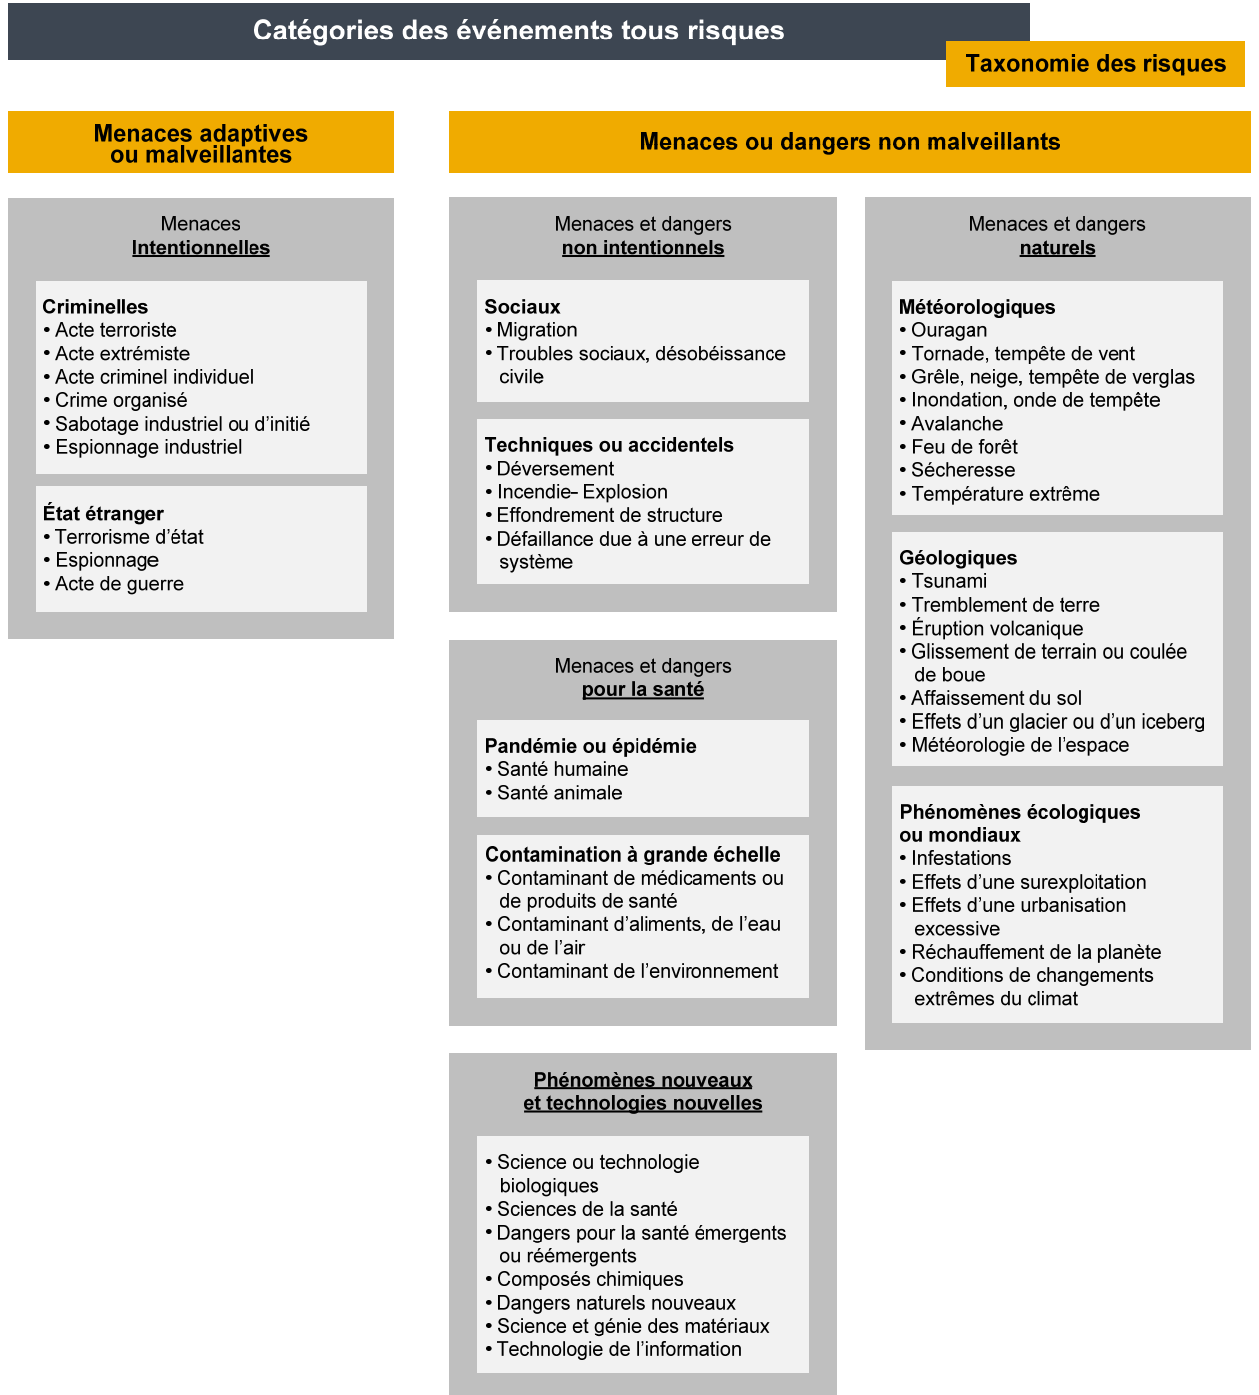 Catégories des événements tous risques
Taxonomie des risques
Menaces adaptives
ou malveillantes
Menaces
Intentionnelles
Criminelles
• Acte terroriste
• Acte extrémiste
• Acte criminel individuel
• Crime organisé
• Sabotage industriel ou d'initié
• Espionnage industriel
État étranger
• Terrorisme d'état
• Espionnage
• Acte de guerre
Menaces ou dangers non malveillants
Menaces et dangers
non intentionnels
Sociaux
• Migration
• Troubles sociaux, désobéissance
civile
Techniques ou accidentels
• Déversement
• Incendie– Explosion
• Effondrement de structure
• Défaillance due à une erreur de
système
Menaces et dangers
pour la santé
Pandémie ou épidémie
• Santé humaine
• Santé animale
Contamination à grande échelle
• Contaminant de médicaments ou
de produits de santé
• Contaminant d'aliments, de l'eau
ou de l'air
• Contaminant de l'environnement
Phénomènes nouveaux
et technologies nouvelles
• Science ou technologie
biologiques
• Sciences de la santé
• Dangers pour la santé émergents
ou réémergents
• Composés chimiques
• Dangers naturels nouveaux
• Science et génie des matériaux
• Technologie de l'information
Menaces et dangers
naturels
Météorologiques
• Ouragan
• Tornade, tempête de vent
• Grêle, neige, tempête de verglas
• Inondation, onde de tempête
• Avalanche
• Feu de forêt
• Sécheresse
• Température extrême
Géologiques
• Tsunami
• Tremblement de terre
• Éruption volcanique
• Glissement de terrain ou coulée
de boue
• Affaissement du sol
• Effets d'un glacier ou d'un iceberg
• Météorologie de l'espace
Phénomènes écologiques
ou mondiaux
• Infestations
• Effets d'une surexploitation
• Effets d'une urbanisation
excessive
• Réchauffement de la planète
• Conditions de changements
extrêmes du climat